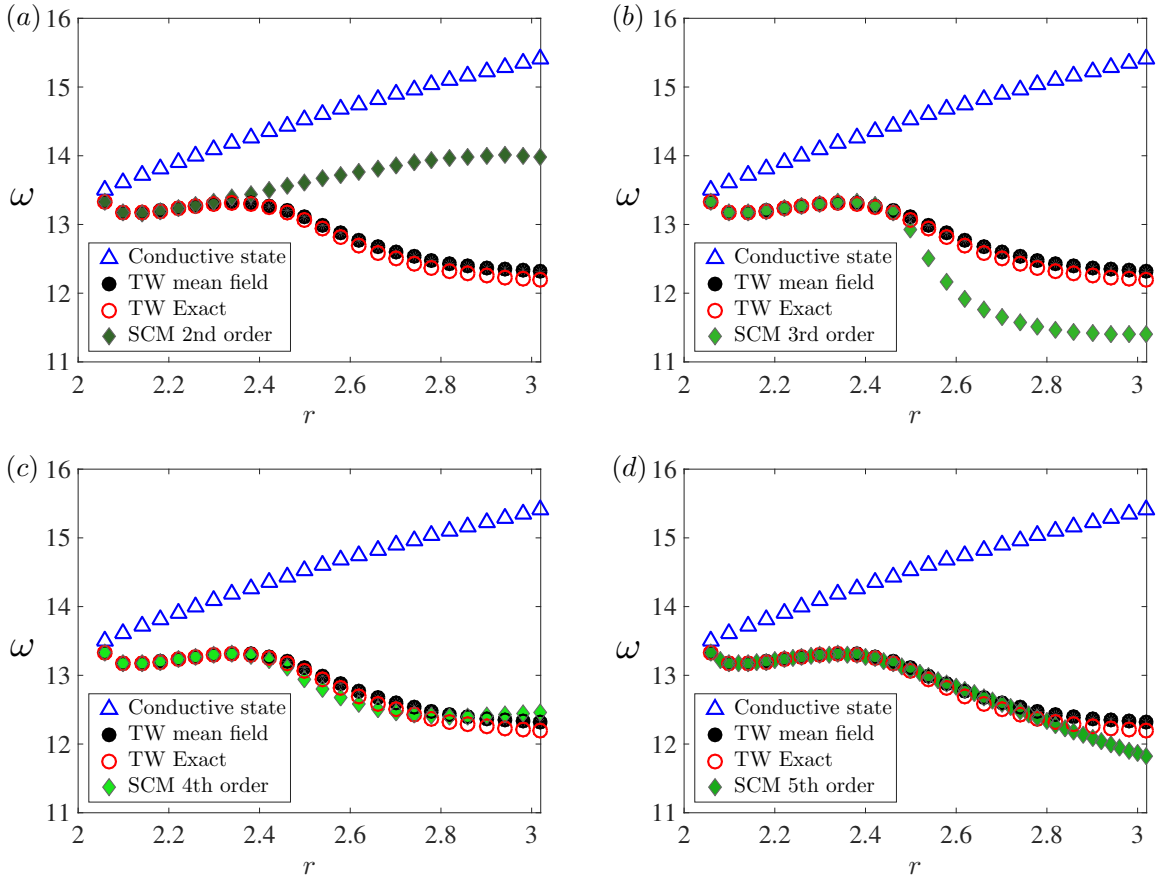 (a)
16
15
14
ω
13
12
11
Conductive state
TW mean field
TW Exact
SCM 2nd order
2 2.2 2.4 2.6 2.8 3
r
(b)
16
15
14
ω
13
12
11
Conductive state
TW mean field
TW Exact
SCM 3rd order
2 2.2 2.4 2.6 2.8 3
r
(c)
16
15
14
ω
13
12
11
Conductive state
TW mean field
TW Exact
SCM 4th order
2 2.2 2.4 2.6 2.8 3
r
(d)
16
15
14
ω
13
12
11
Conductive state
TW mean field
TW Exact
SCM 5th order
2 2.2 2.4 2.6 2.8 3
r